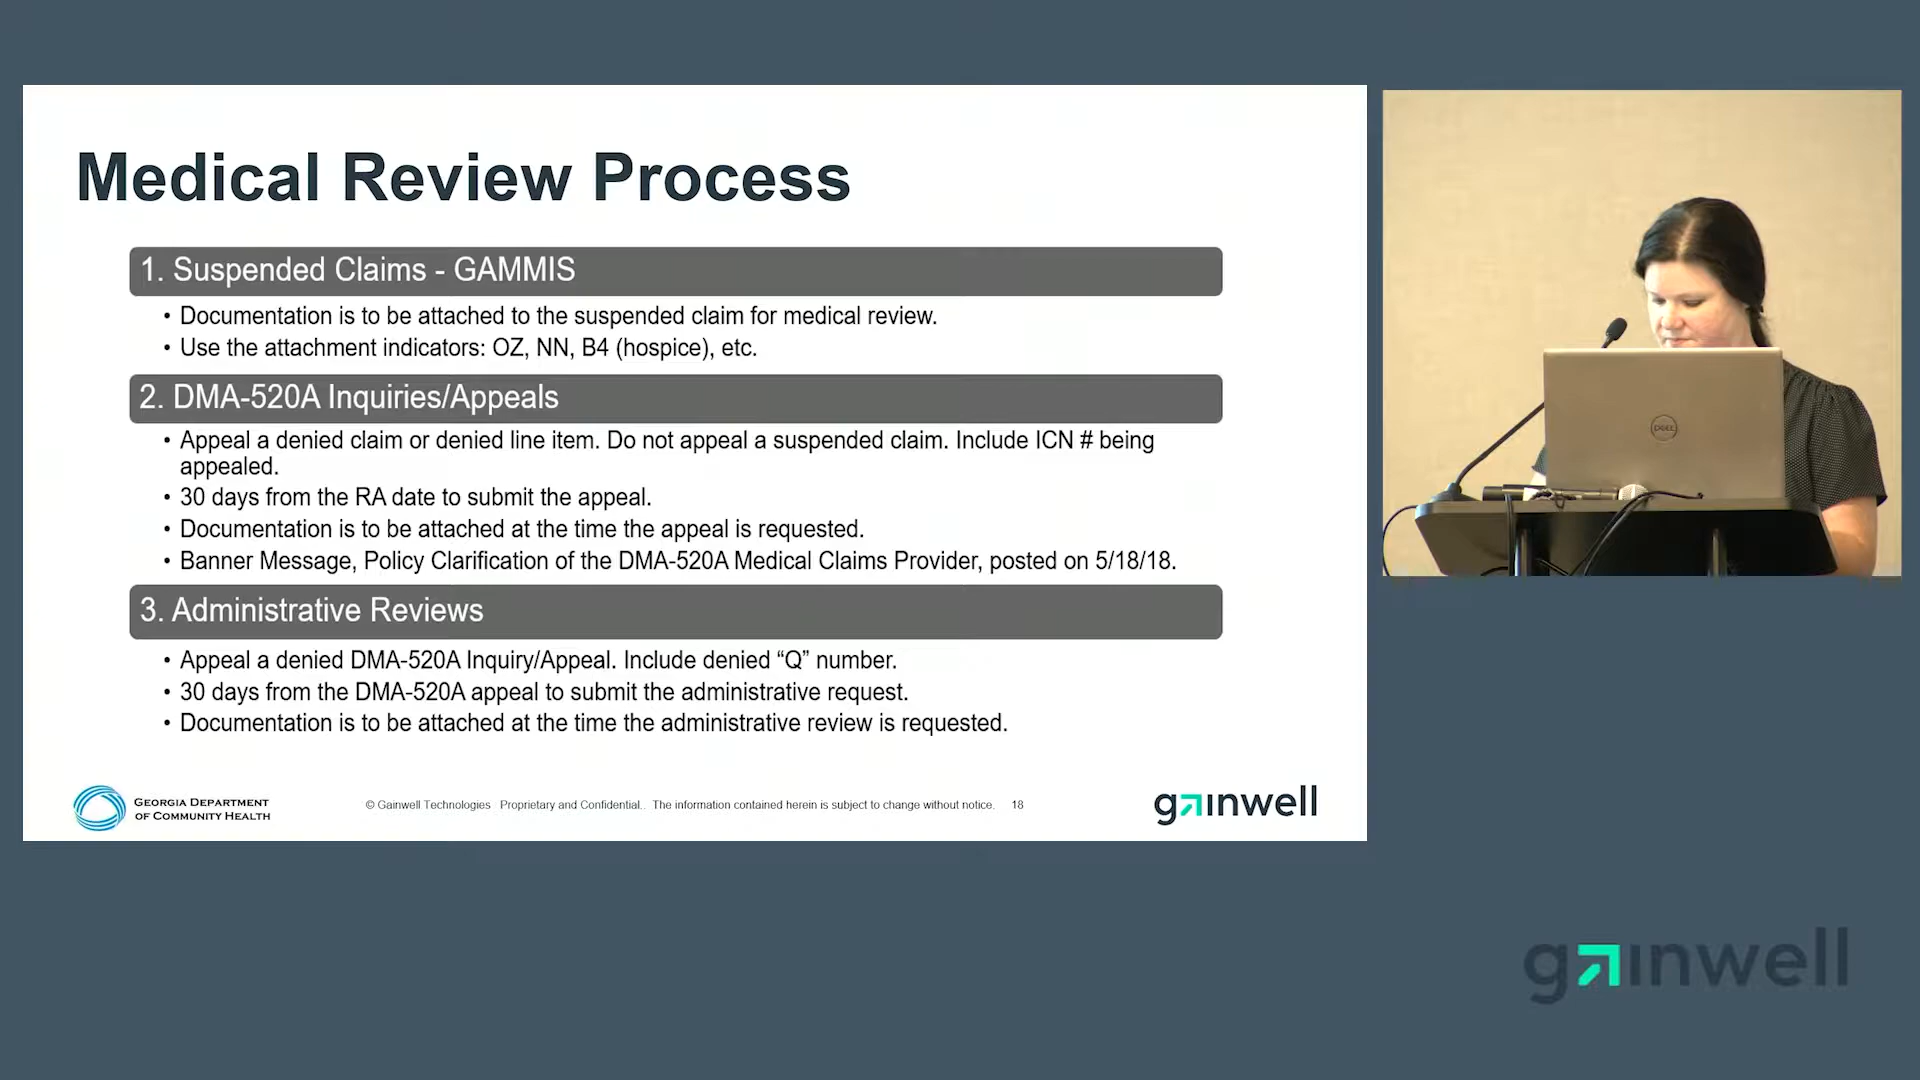 Medical Review Process
1. Suspended Claims - GAMMIS
• Documentation is to be attached to the suspended claim for medical review.
• Use the attachment indicators: OZ, NN, B4 (hospice), etc.
2. DMA-520A Inquiries/Appeals
• Appeal a denied claim or denied line item. Do not appeal a suspended claim. Include ICN # being
appealed.
• 30 days from the RA date to submit the appeal.
• Documentation is to be attached at the time the appeal is requested.
• Banner Message, Policy Clarification of the DMA-520A Medical Claims Provider, posted on 5/18/18.
3. Administrative Reviews
• Appeal a denied DMA-520A Inquiry/Appeal. Include denied “Q” number.
• 30 days from the DMA-520A appeal to submit the administrative request.
• Documentation is to be attached at the time the administrative review is requested.
GEORGIA DEPARTMENT
OF COMMUNITY HEALTH
© Gainwell Technologies Proprietary and Confidential.. The information contained herein is subject to change without notice. 18
gainwell
DELL
gainwell